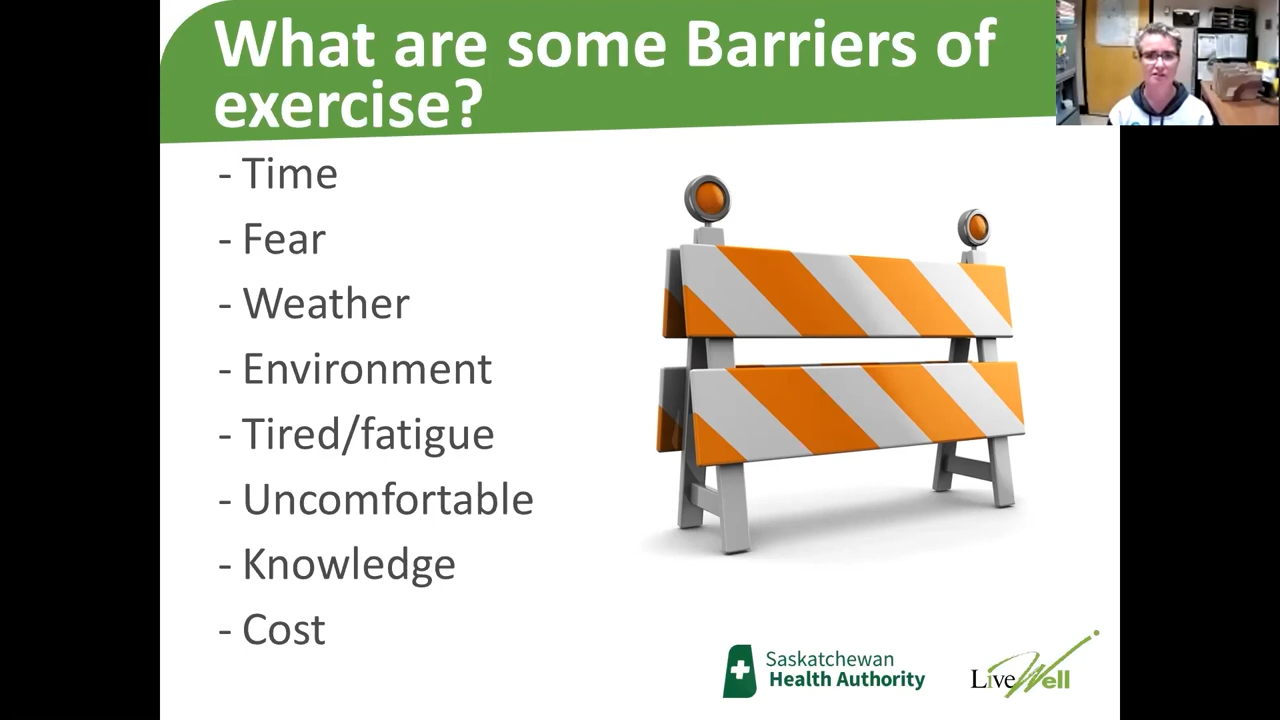 What are some Barriers of
exercise?
- Time
- Fear
- Weather
- Environment
- Tired/fatigue
- Uncomfortable
- Knowledge
- Cost
Saskatchewan
Health Authority
LiveWell